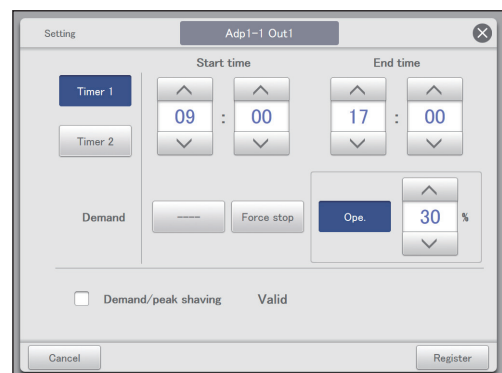 Setting
Adp1-1 Out1
Start time
End time
Timer 1
09 : 00
17 : 00
Timer 2
Demand
----
Force stop
Ope.
30 %
Demand/peak shaving
Valid
Cancel
Register